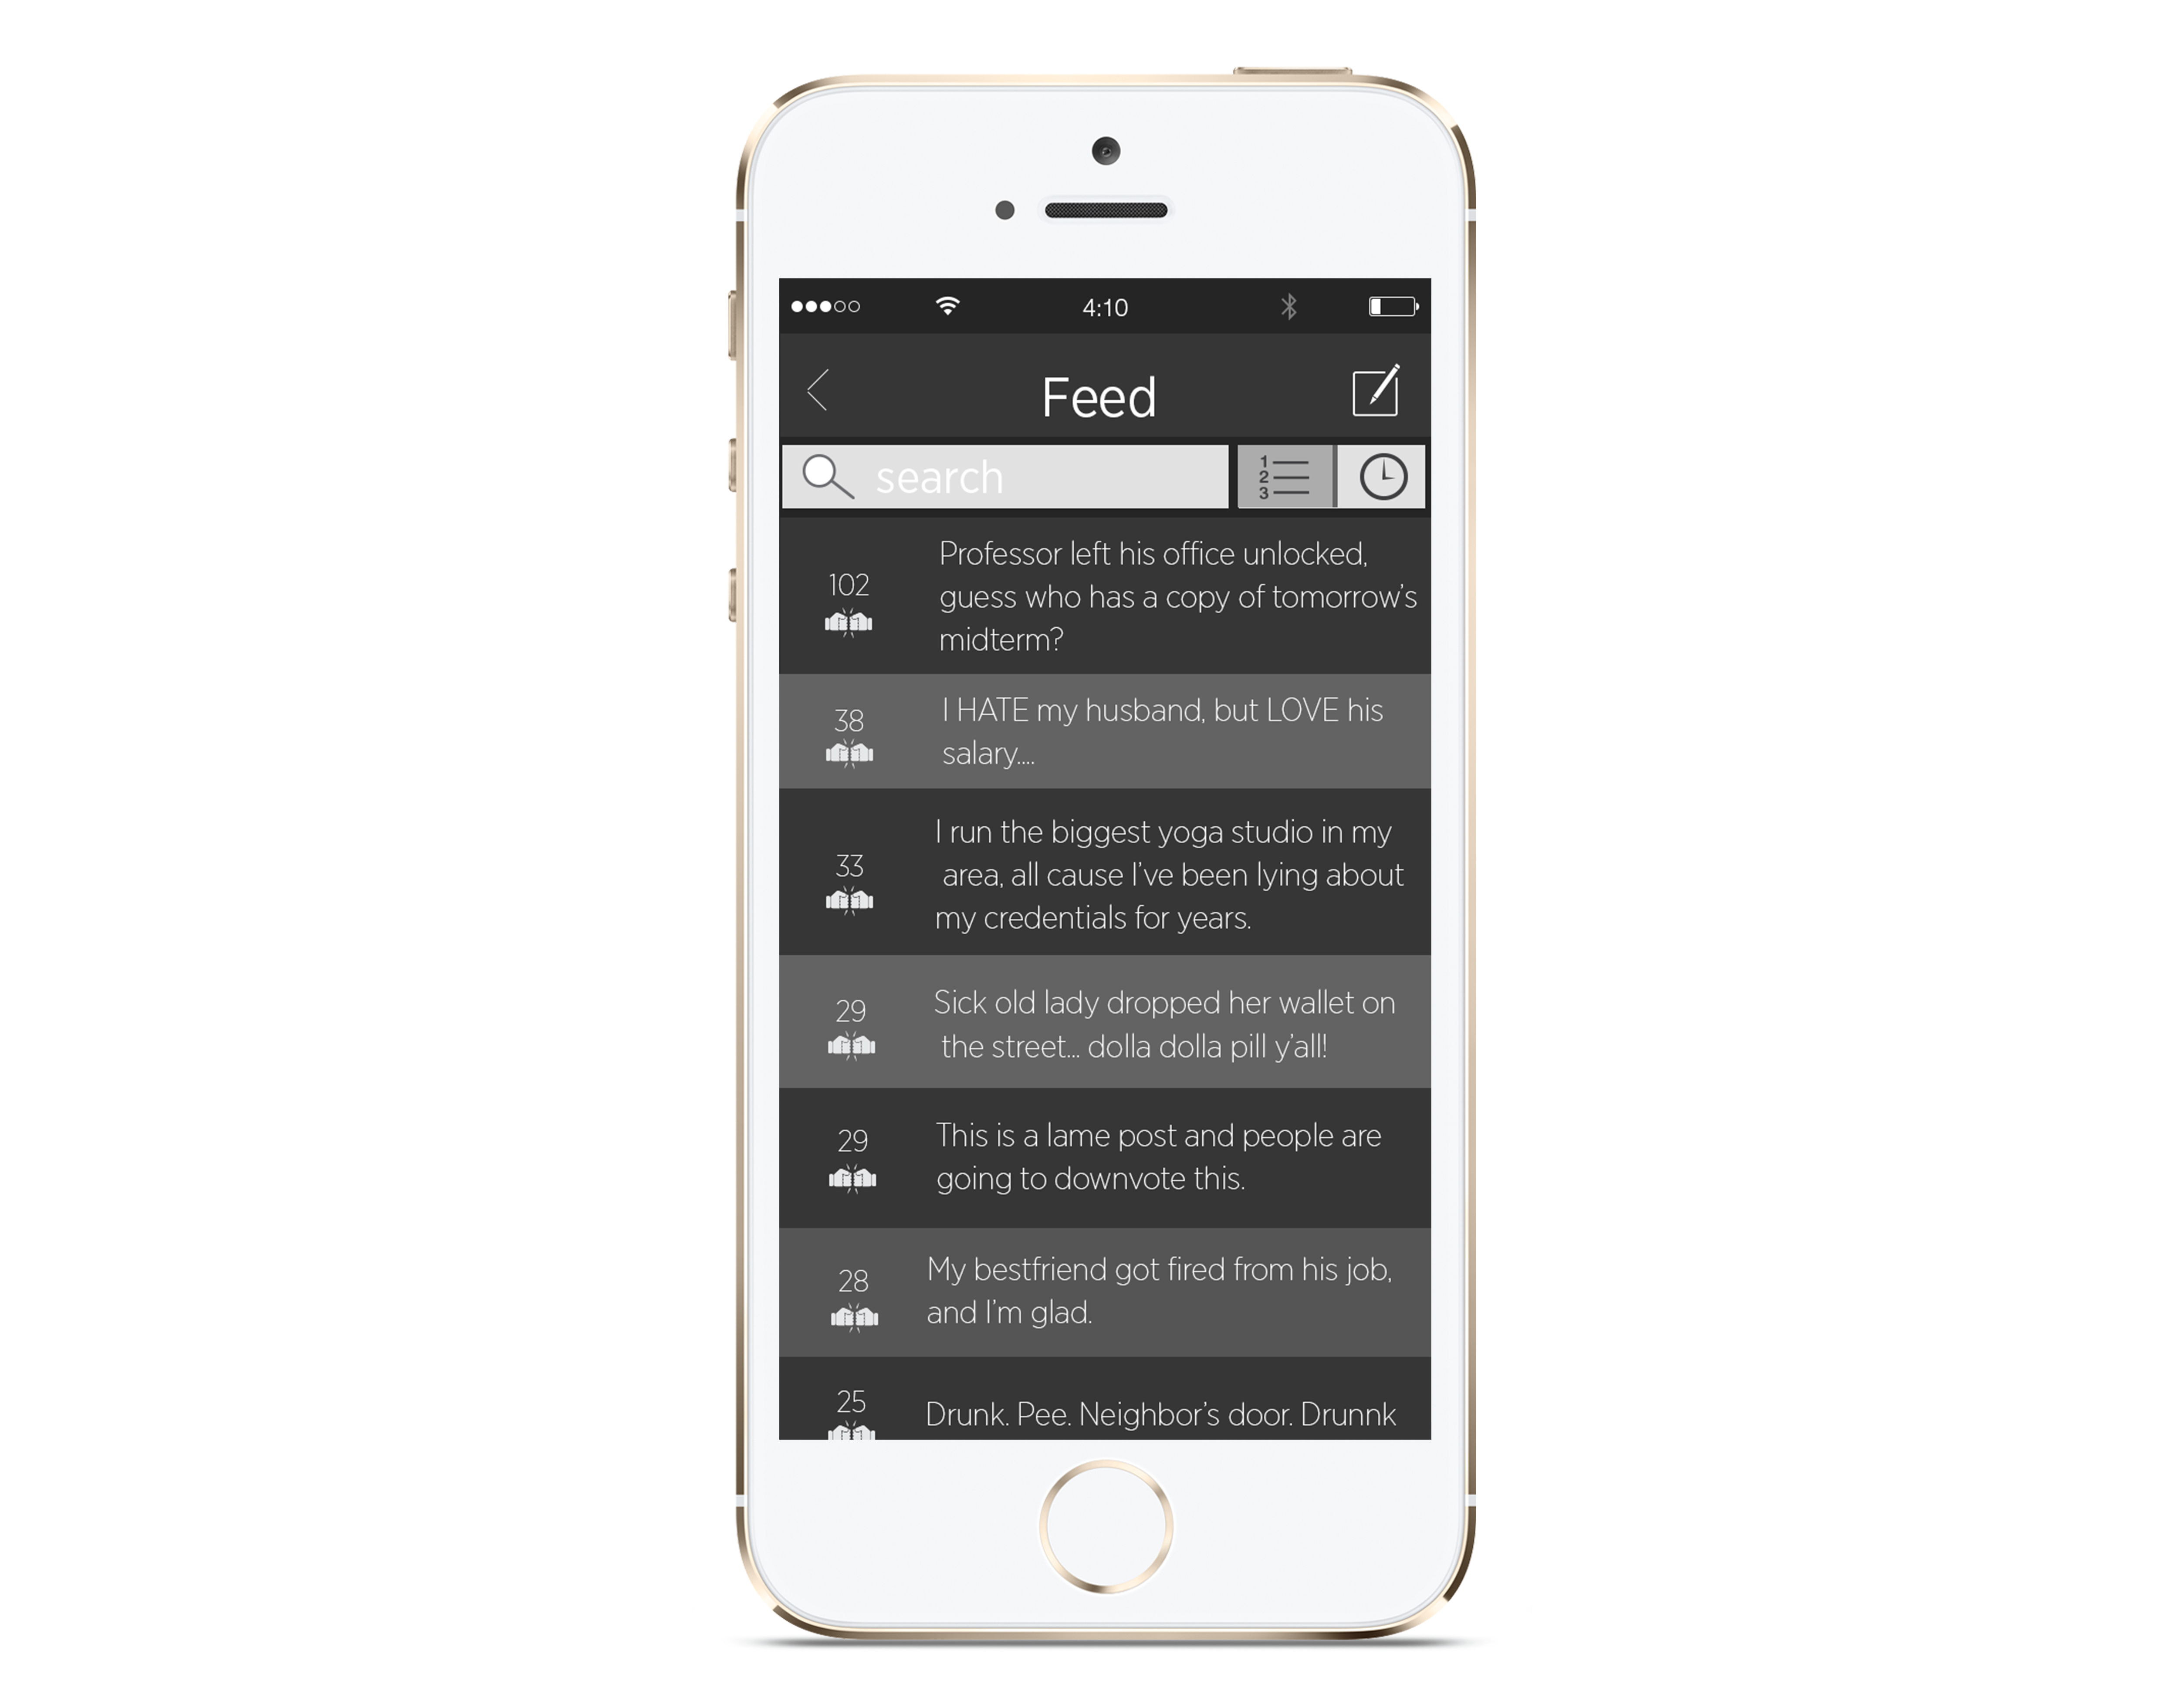 4:10
Feed
search
1
2
3
102
Professor left his office unlocked,
guess who has a copy of tomorrow's
midterm?
38
I HATE my husband, but LOVE his
salary....
33
I run the biggest yoga studio in my
area, all cause I've been lying about
my credentials for years.
29
Sick old lady dropped her wallet on
the street... dolla dolla pill y'all!
29
This is a lame post and people are
going to downvote this.
28
My bestfriend got fired from his job,
and I'm glad.
25
Drunk. Pee. Neighbor's door. Drunnk